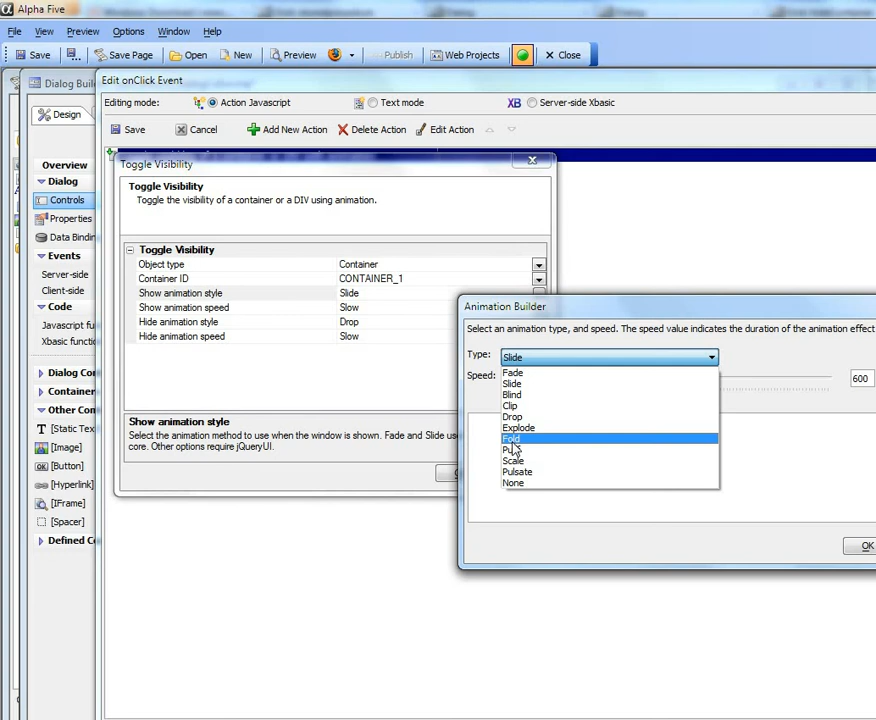 Alpha Five
File View Preview Options Window Help
Save Save Page Open New Preview Publish Web Projects Close
Dialog Buil
Edit onClick Event
Editing mode: Action Javascript Text mode XB Server-side Xbasic
Design
Save Cancel Add New Action Delete Action Edit Action
Overview
Dialog
Controls
Properties
Data Bindin
Events
Server-side
Client-side
Code
Javascript fu
Xbasic functio
Dialog Co
Container
Other Con
T [Static Text
[Image]
OK [Button]
[Hyperlink]
[IFrame]
[Spacer]
Defined Co
Toggle Visibility
Toggle Visibility
Toggle the visibility of a container or a DIV using animation.
Toggle Visibility
Object type Container
Container ID CONTAINER_1
Show animation style Slide
Show animation speed Slow
Hide animation style Drop
Hide animation speed Slow
Show animation style
Select the animation method to use when the window is shown. Fade and Slide use
core. Other options require jQueryUI.
Animation Builder
Select an animation type, and speed. The speed value indicates the duration of the animation effect
Type: Slide
Speed: 600
Fade
Slide
Blind
Clip
Drop
Explode
Fold
Scale
Pulsate
None
OK